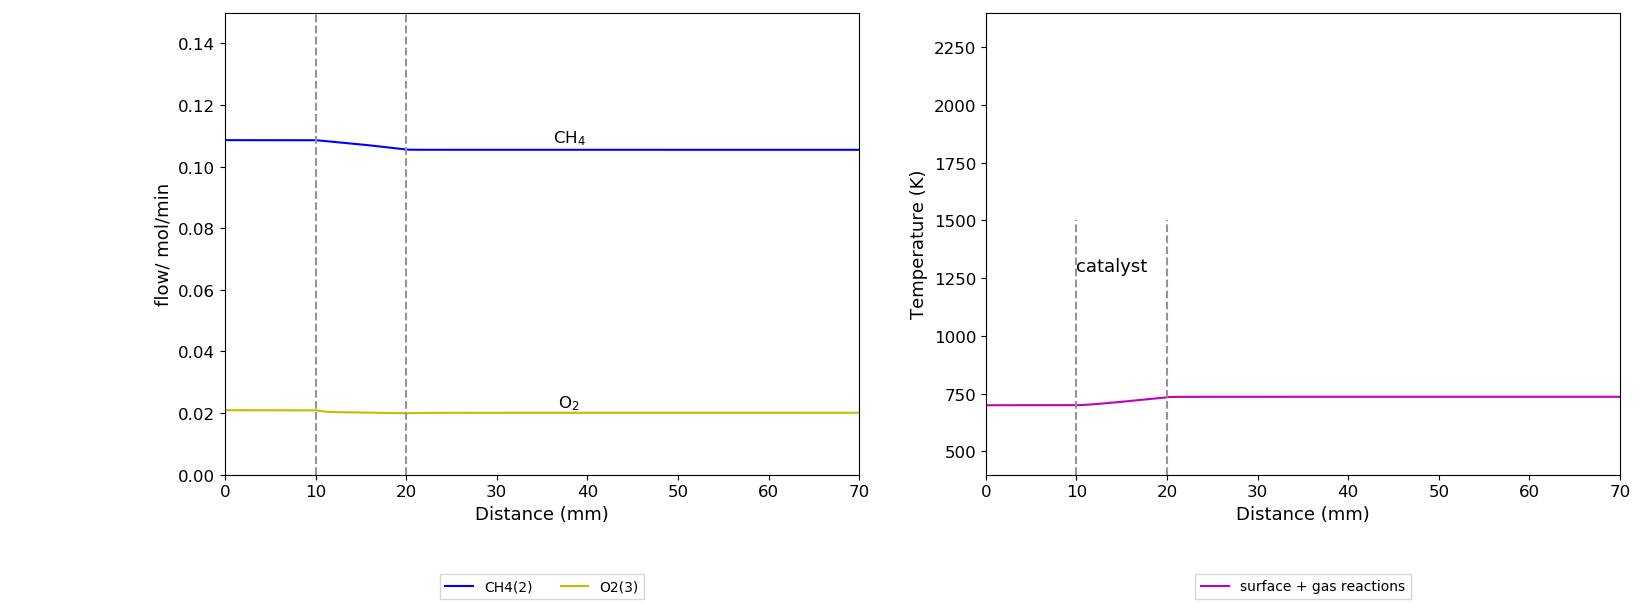 0.14
0.12
0.10
0.08
0.06
0.04
0.02
0.00
flow/ mol/min
CH₄
O₂
0 10 20 30 40 50 60 70
Distance (mm)
CH4(2) O2(3)
2250
2000
1750
1500
1250
1000
750
500
Temperature (K)
catalyst
0 10 20 30 40 50 60 70
Distance (mm)
surface + gas reactions